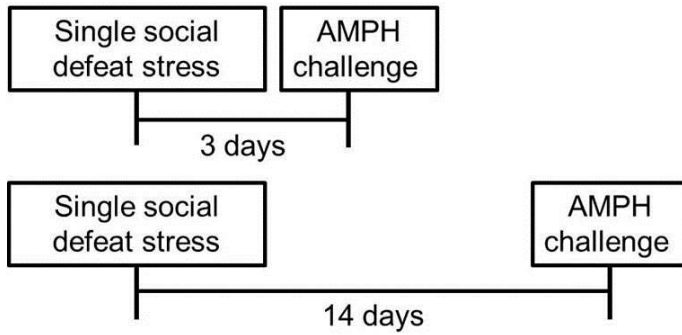 Single social
defeat stress
AMPH
challenge
3 days
Single social
defeat stress
AMPH
challenge
14 days